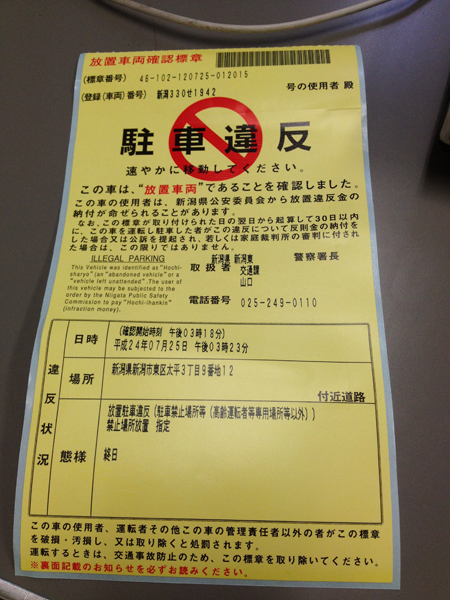 放置車両確認標章
(標章番号) 46-102-120725-012015
(登録(車両)番号) 新潟330せ1942 号の使用者 殿
駐車違反
速やかに移動してください。
この車は、“放置車両”であることを確認しました。
この車の使用者は、新潟県公安委員会から放置違反金の
納付が命ぜられることがあります。
なお、この標章が取り付けられた日の翌日から起算して30日以内
に、この車を運転し駐車した者がこの違反について反則金の納付を
した場合又は公訴を提起され、若しくは家庭裁判所の審判に付され
た場合は、この限りではありません。
ILLEGAL PARKING
This Vehicle was identified as "Hochi-
sharyo" (an "abandoned vehicle" or a
"vehicle left unattended". The user of
this vehicle may be subjected to the
order by the Niigata Public Safety
Commission to pay "Hochi-ihankin"
(infraction money).
新潟県 新潟東 警察署長
取扱者 交通課
山口
電話番号 025-249-0110
違反状況
日時
(確認開始時刻 午後03時18分)
平成24年07月25日 午後03時23分
場所
新潟県新潟市東区太平3丁目9番地12
付近道路
態様
放置駐車違反(駐車禁止場所等(高齢運転者等専用場所等以外))
禁止場所放置 指定
終日
この車の使用者、運転者その他この車の管理責任者以外の者がこの標章
を破損・汚損し、又は取り除くと処罰されます。
運転するときは、交通事故防止のため、この標章を取り除いてください。
※裏面記載のお知らせを必ずお読みください。